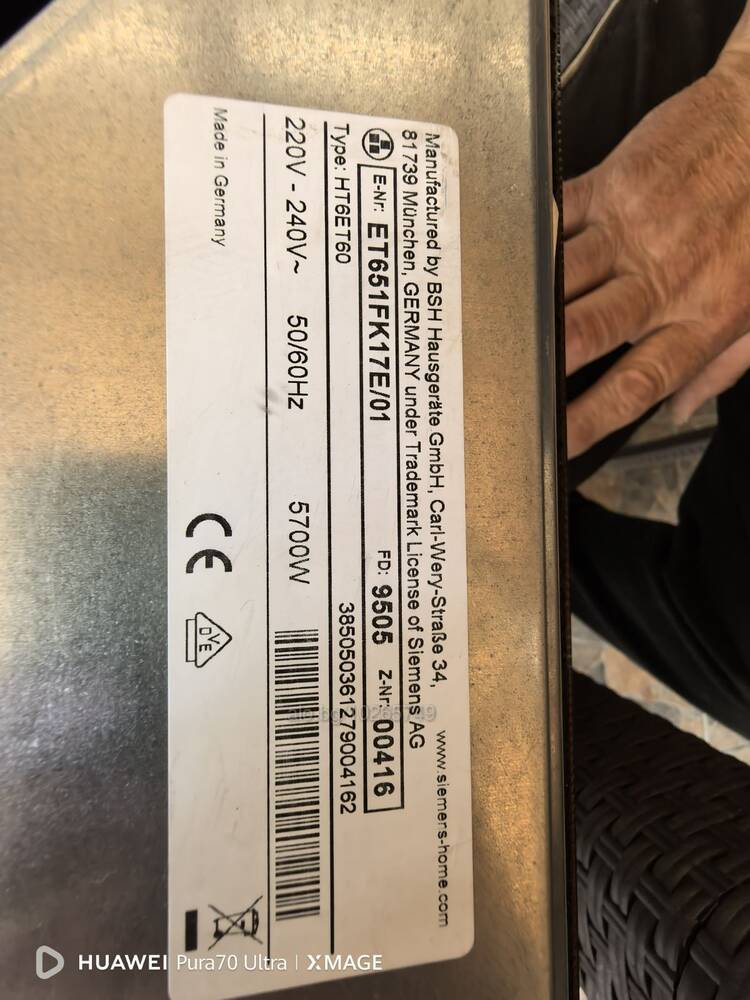 Manufactured by BSH Hausgeräte GmbH, Carl-Wery-Straße 34,
81739 München, GERMANY under Trademark License of Siemens AG
www.siemens-home.com
E-Nr: ET651FK17E/01 FD: 9505 Z-Nr: 00416
Type: HT6ET60 385050361279004162
220V - 240V~ 50/60Hz 5700W
Made in Germany
CE
DVE
HUAWEI Pura70 Ultra | XMAGE